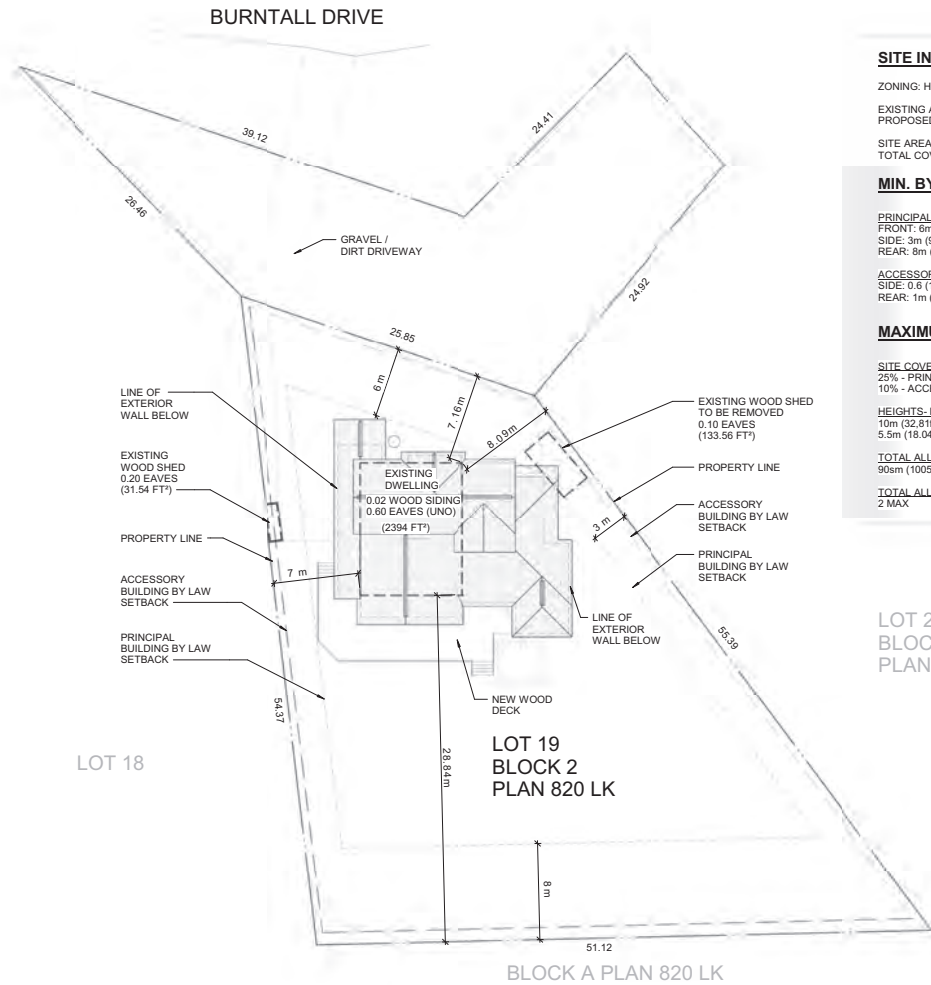 BURNTALL DRIVE
39.12
24.41
26.46
GRAVEL /
DIRT DRIVEWAY
24.92
25.85
6 m
7.16m
8.09m
LINE OF
EXTERIOR
WALL BELOW
EXISTING
WOOD SHED
0.20 EAVES
(31.54 FT²)
PROPERTY LINE
7 m
ACCESSORY
BUILDING BY LAW
SETBACK
PRINCIPAL
BUILDING BY LAW
SETBACK
54.37
LOT 18
EXISTING
DWELLING
0.02 WOOD SIDING
0.60 EAVES (UNO)
(2394 FT²)
EXISTING WOOD SHED
TO BE REMOVED
0.10 EAVES
(133.56 FT²)
PROPERTY LINE
3 m
ACCESSORY
BUILDING BY LAW
SETBACK
PRINCIPAL
BUILDING BY LAW
SETBACK
LINE OF
EXTERIOR
WALL BELOW
55.39
NEW WOOD
DECK
28.84m
LOT 19
BLOCK 2
PLAN 820 LK
8 m
51.12
BLOCK A PLAN 820 LK
SITE IN
ZONING: H
EXISTING A
PROPOSED
SITE AREA
TOTAL COV
MIN. BY
PRINCIPAL
FRONT: 6m
SIDE: 3m (9
REAR: 8m (
ACCESSOR
SIDE: 0.6 (1
REAR: 1m (
MAXIMU
SITE COVE
25% - PRIN
10% - ACCE
HEIGHTS- 
10m (32,81f
5.5m (18.04
TOTAL ALL
90sm (1005
TOTAL ALL
2 MAX
LOT 2
BLOC
PLAN